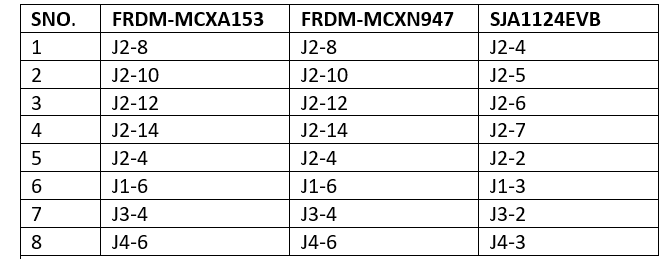 SNO. FRDM-MCXA153 FRDM-MCXN947 SJA1124EVB
1 J2-8 J2-8 J2-4
2 J2-10 J2-10 J2-5
3 J2-12 J2-12 J2-6
4 J2-14 J2-14 J2-7
5 J2-4 J2-4 J2-2
6 J1-6 J1-6 J1-3
7 J3-4 J3-4 J3-2
8 J4-6 J4-6 J4-3